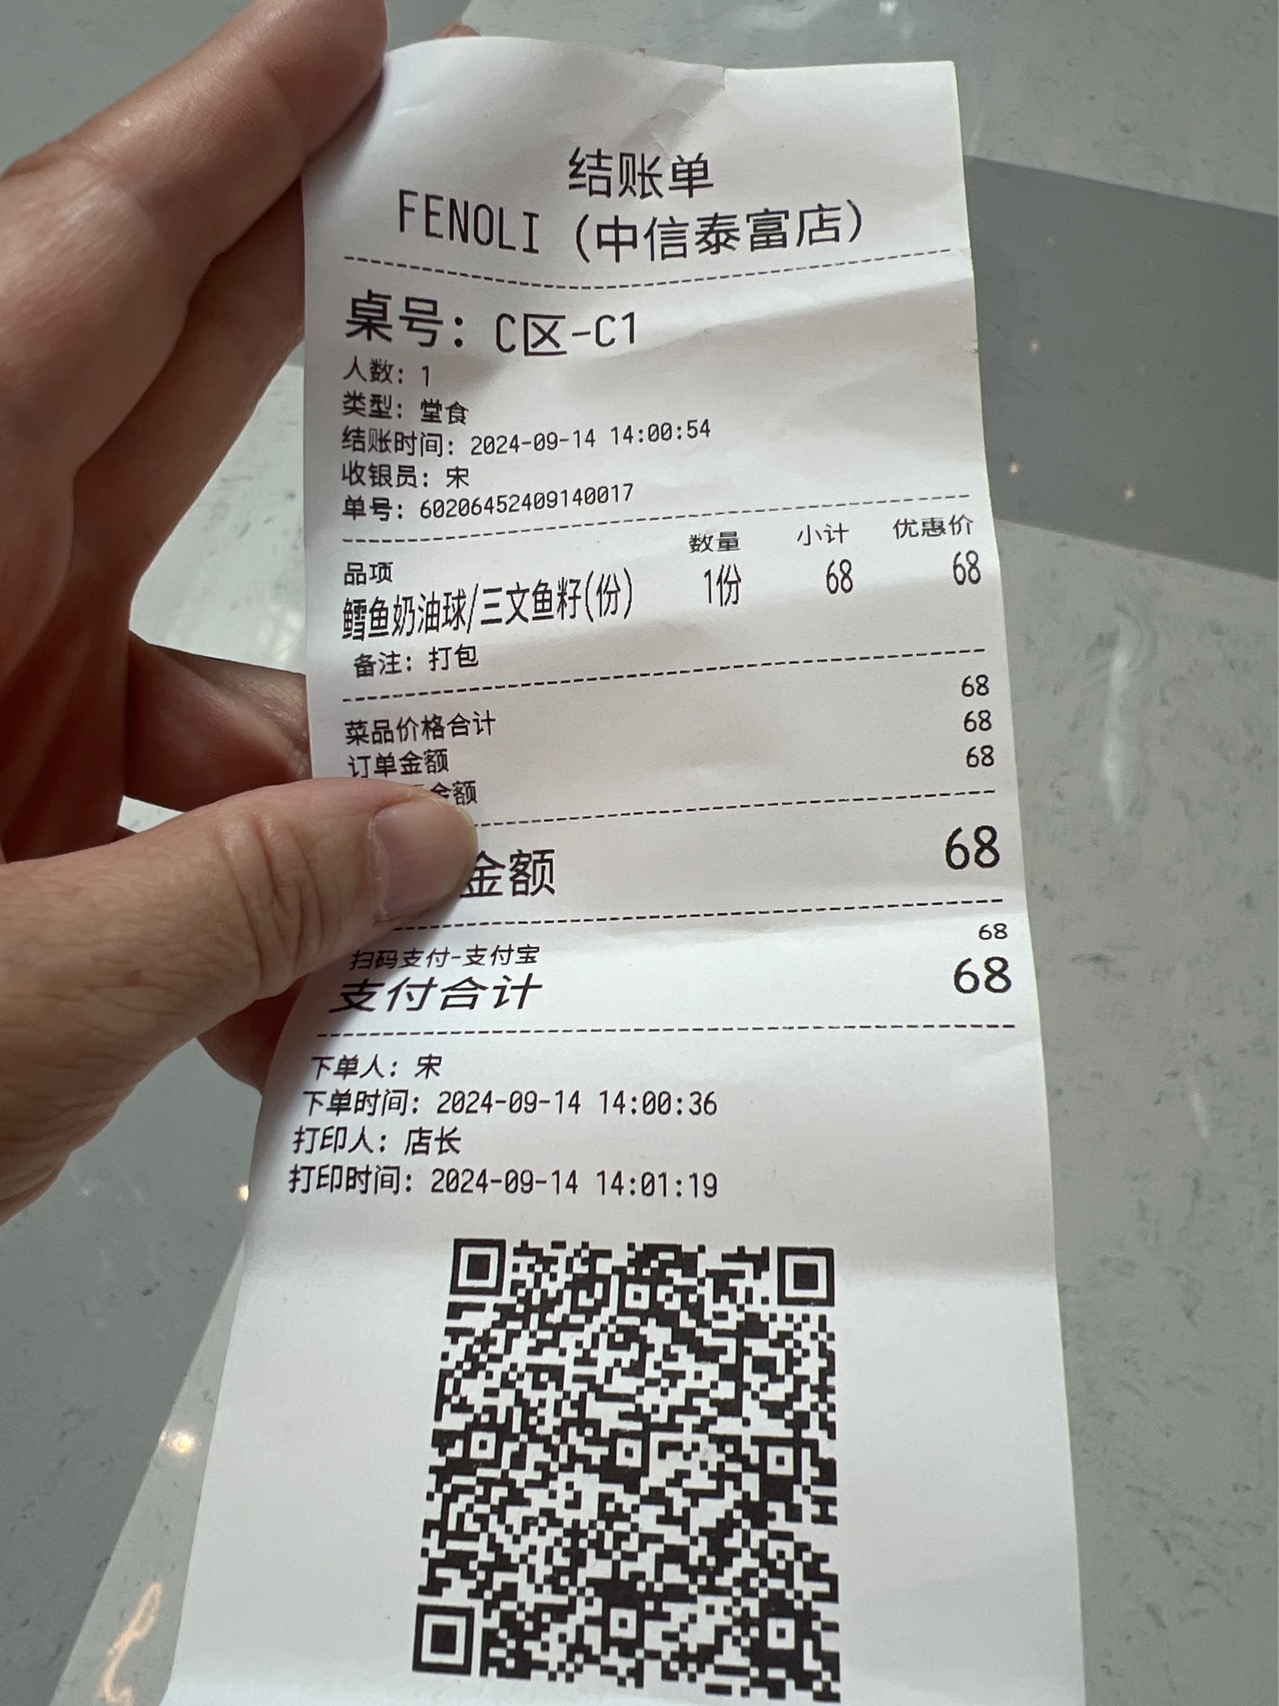 结账单
FENOLI (中信泰富店)
桌号: C区-C1
人数: 1
类型: 堂食
结账时间: 2024-09-14 14:00:54
收银员: 宋
单号: 60206452409140017
品项 数量 小计 优惠价
鳕鱼奶油球/三文鱼籽(份) 1份 68 68
备注: 打包
菜品价格合计 68
订单金额 68
金额 68
金额 68
扫码支付-支付宝 68
支付合计 68
下单人: 宋
下单时间: 2024-09-14 14:00:36
打印人: 店长
打印时间: 2024-09-14 14:01:19